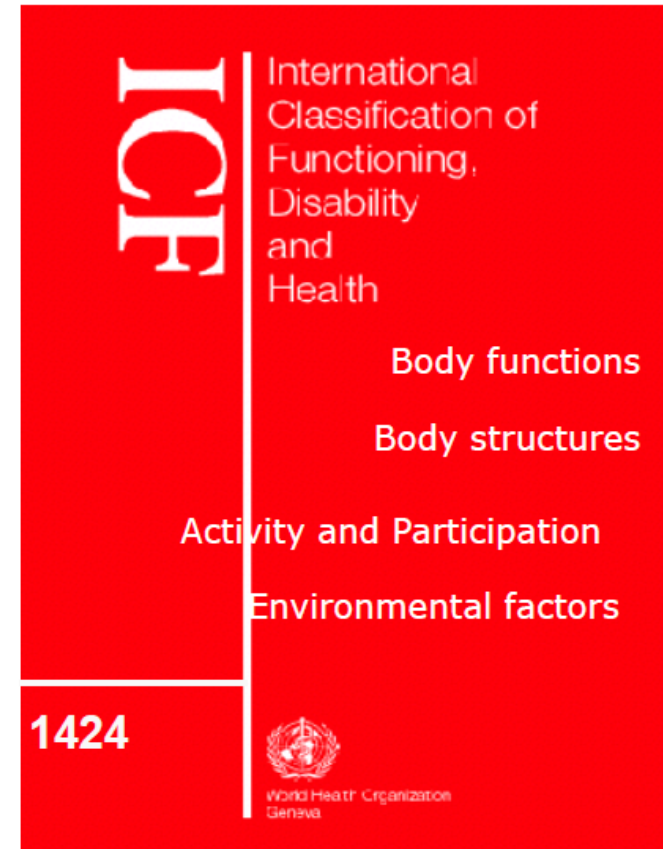 ICF
International
Classification of
Functioning,
Disability
and
Health
Body functions
Body structures
Activity and Participation
Environmental factors
1424
World Health Organization
Geneva